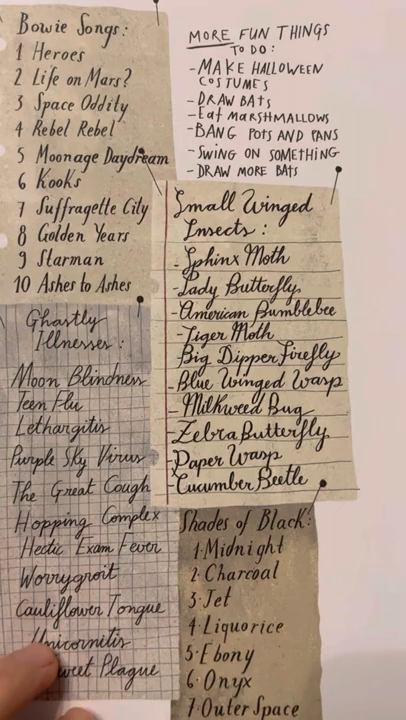 Bowie Songs:
1 Heroes
2 Life on Mars?
3 Space Oddity
4 Rebel Rebel
5 Moonage Daydream
6 Kooks
7 Suffragette City
8 Golden Years
9 Starman
10 Ashes to Ashes
MORE FUN THINGS
TO DO:
- MAKE HALLOWEEN
COSTUMES
- DRAW BATS
- Eat MARSHMALLOWS
- BANG POTS AND PANS
- SWING ON SOMETHING
- DRAW MORE BATS
Small Winged
Insects:
- Sphinx Moth
- Lady Butterfly
- American Bumblebee
- Tiger Moth
Big Dipper Firefly
- Blue Winged Wasp
- Milkweed Bug
- Zebra Butterfly
- Paper Wasp
- Cucumber Beetle
Ghastly
Illnesses:
Moon Blindness
Teen Flu
Lethargitis
Purple Sky Virus
The Great Cough
Hopping Complex
Hectic Exam Fever
Worrygroit
Cauliflower Tongue
Unicornitis
Plague
Shades of Black:
1. Midnight
2. Charcoal
3. Jet
4. Liquorice
5. Ebony
6. Onyx
7. Outer Space